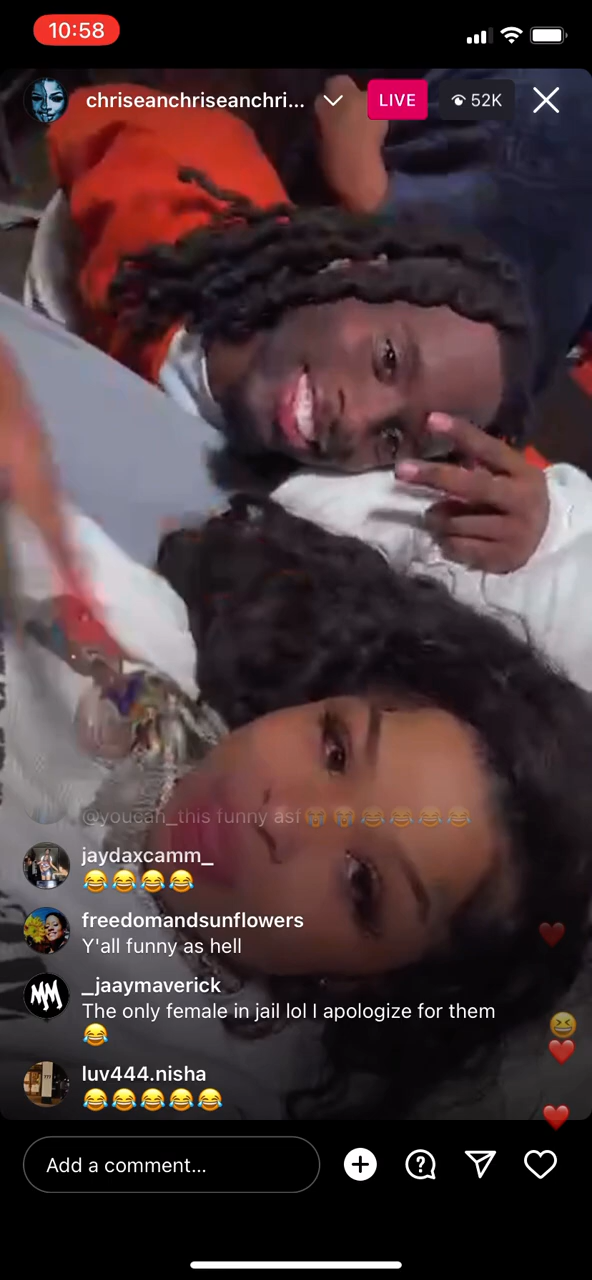 10:58
chriseanchriseanchri...
LIVE
52K
funny asf😭😭😂😂😂😂
jaydaxcamm_
😂😂😂😂
freedomandsunflowers
Y'all funny as hell
_jaaymaverick
The only female in jail lol I apologize for them
😂
luv444.nisha
😂😂😂😂😂
Add a comment...